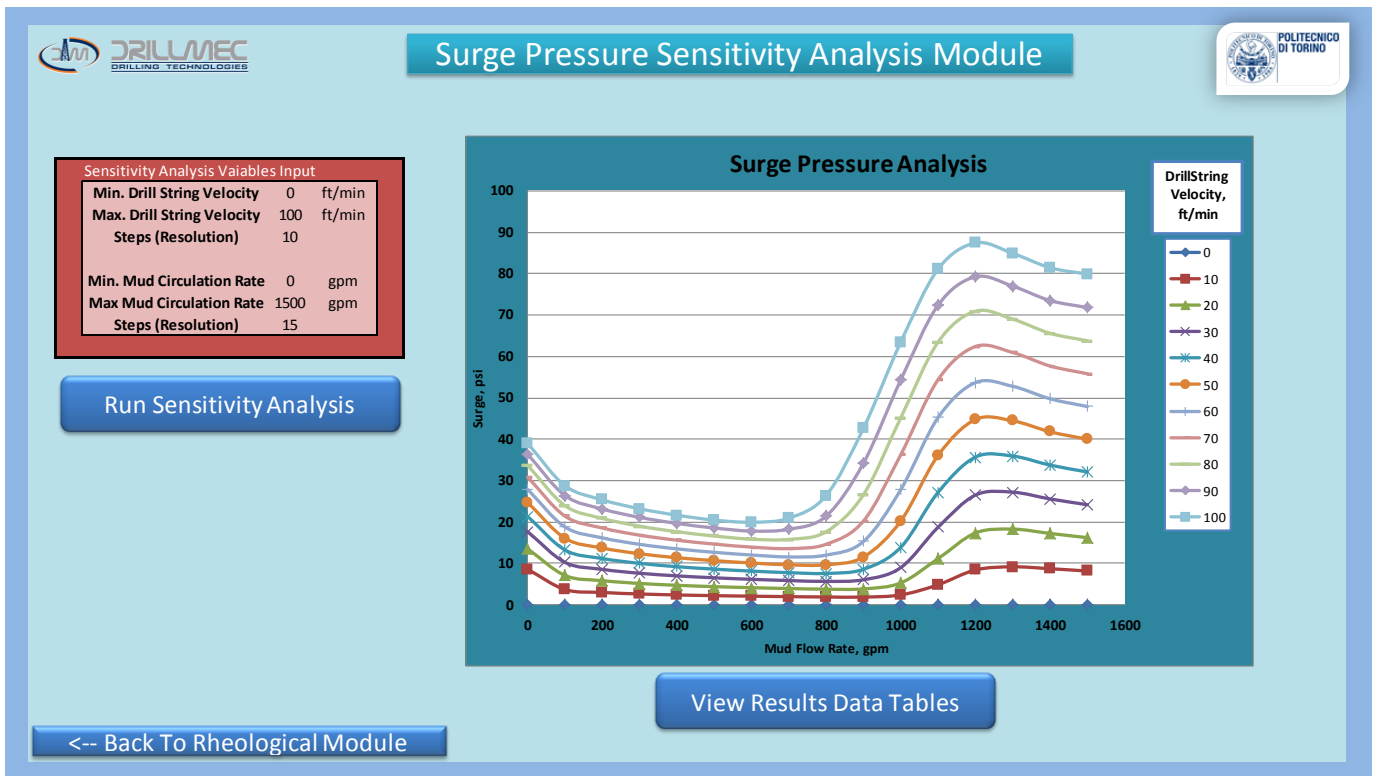 DM DRILLMEC
DRILLING TECHNOLOGIES
Surge Pressure Sensitivity Analysis Module
POLITECNICO
DI TORINO
Sensitivity Analysis Vaiables Input
Min. Drill String Velocity 0 ft/min
Max. Drill String Velocity 100 ft/min
Steps (Resolution) 10
Min. Mud Circulation Rate 0 gpm
Max Mud Circulation Rate 1500 gpm
Steps (Resolution) 15
Run Sensitivity Analysis
Surge Pressure Analysis
100
90
80
70
60
50
40
30
20
10
0
Surge, psi
0 200 400 600 800 1000 1200 1400 1600
Mud Flow Rate, gpm
DrillString
Velocity,
ft/min
0
10
20
30
40
50
60
70
80
90
100
View Results Data Tables
<-- Back To Rheological Module